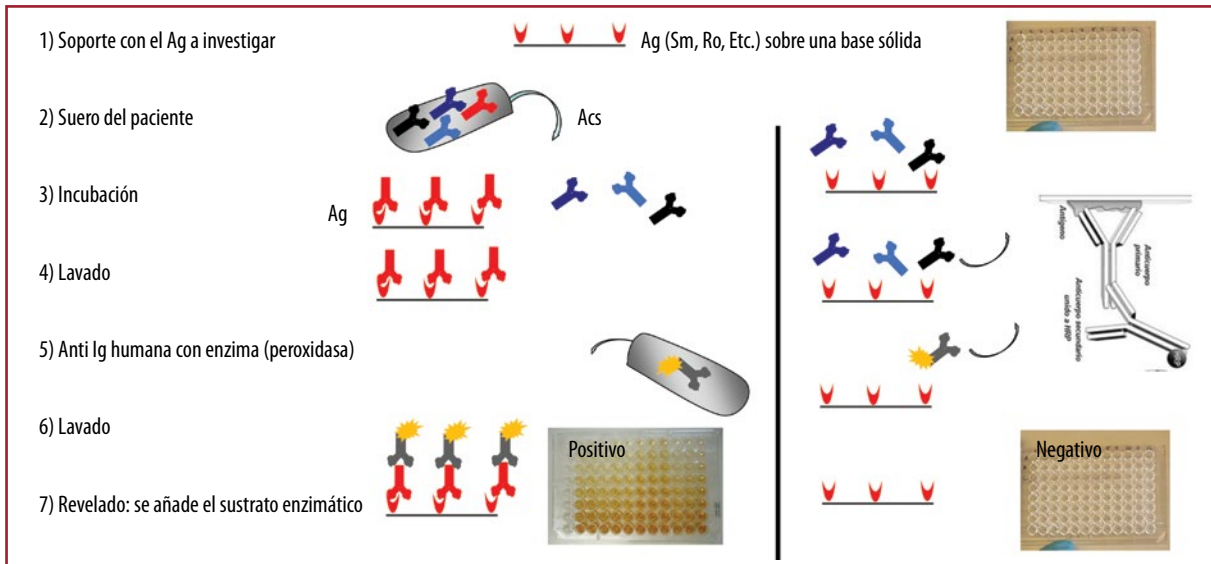 1) Soporte con el Ag a investigar
Ag (Sm, Ro, Etc.) sobre una base sólida
2) Suero del paciente
Acs
3) Incubación
Ag
4) Lavado
Antígeno
Anticuerpo
primario
Anticuerpo secundario
unido a HRP
5) Anti Ig humana con enzima (peroxidasa)
6) Lavado
Positivo
Negativo
7) Revelado: se añade el sustrato enzimático